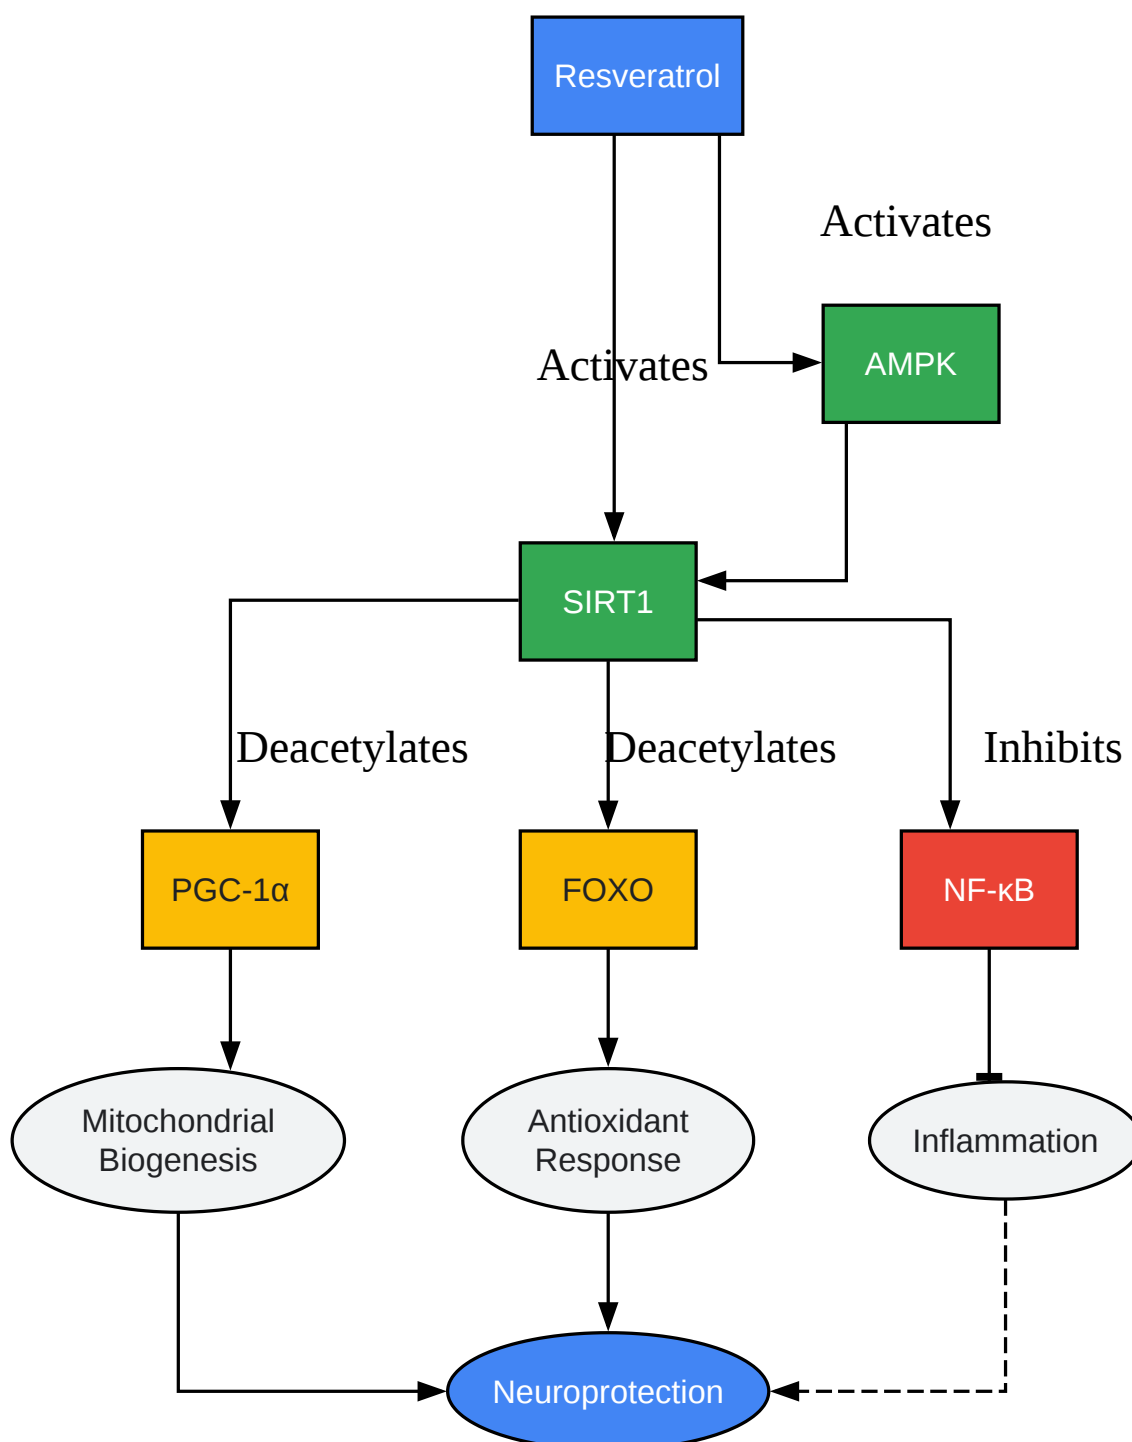 Resveratrol
Activates
Activates
AMPK
SIRT1
Deacetylates
Deacetylates
Inhibits
PGC-1α
FOXO
NF-κB
Mitochondrial
Biogenesis
Antioxidant
Response
Inflammation
Neuroprotection